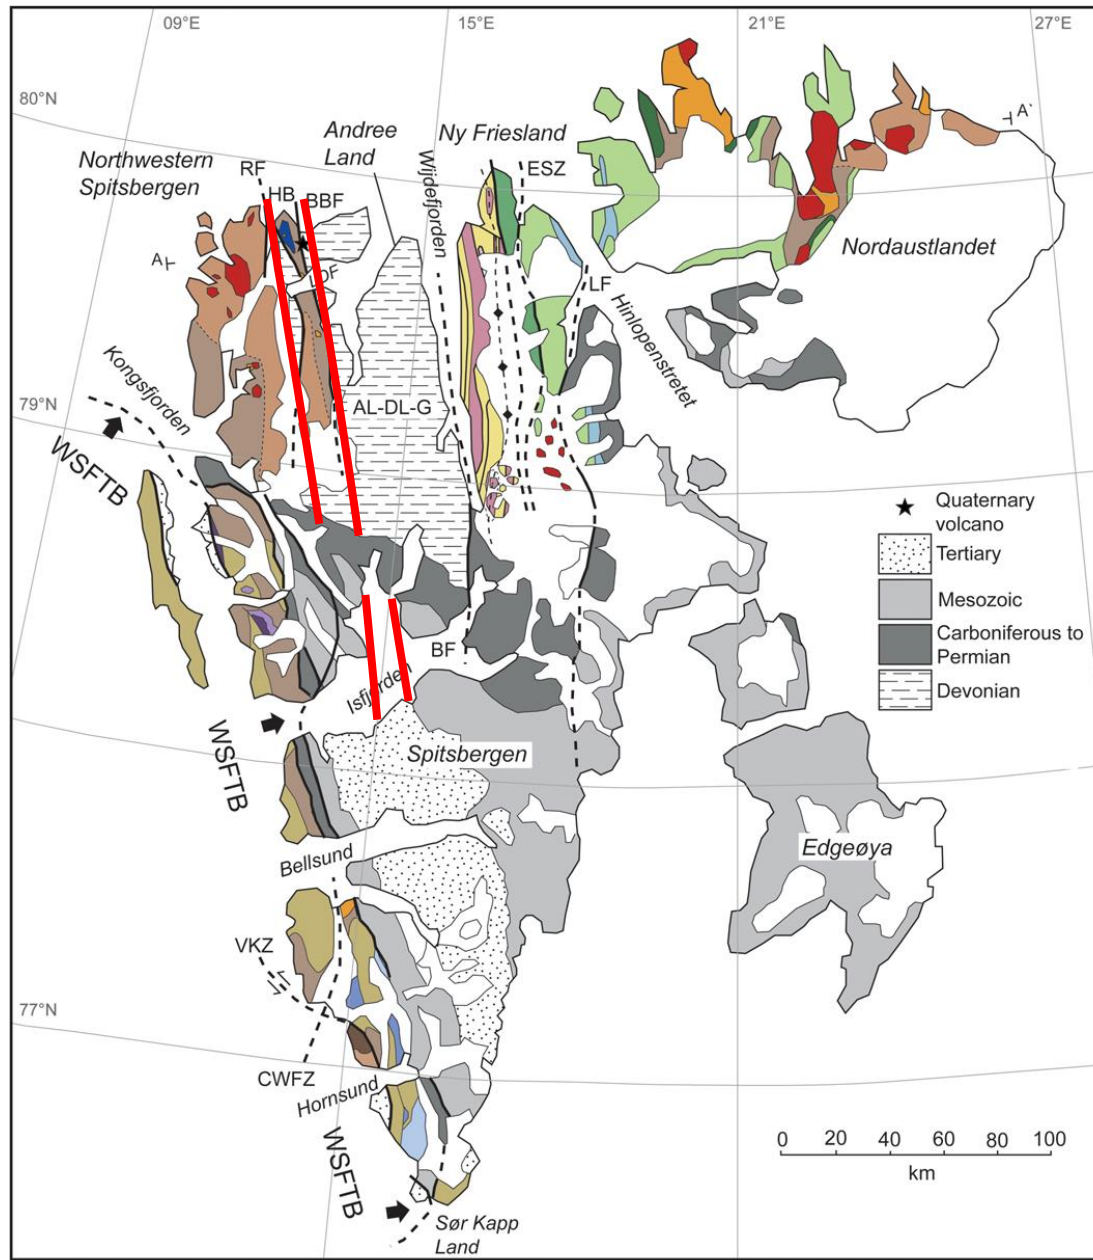 09°E
15°E
21°E
27°E
80°N
Andree
Land
Ny Friesland
A`
Northwestern
Spitsbergen
RF
HB
BBF
Wijdefjorden
ESZ
Nordaustlandet
A
LF
Hinlopenstretet
Kongsfjorden
79°N
AL-DL-G
WSFTB
Quaternary
volcano
Tertiary
Mesozoic
Carboniferous to
Permian
Devonian
BF
Isfjorden
WSFTB
Spitsbergen
Edgeøya
Bellsund
VKZ
77°N
CWFZ
Hornsund
WSFTB
0 20 40 60 80 100
km
Sør Kapp
Land